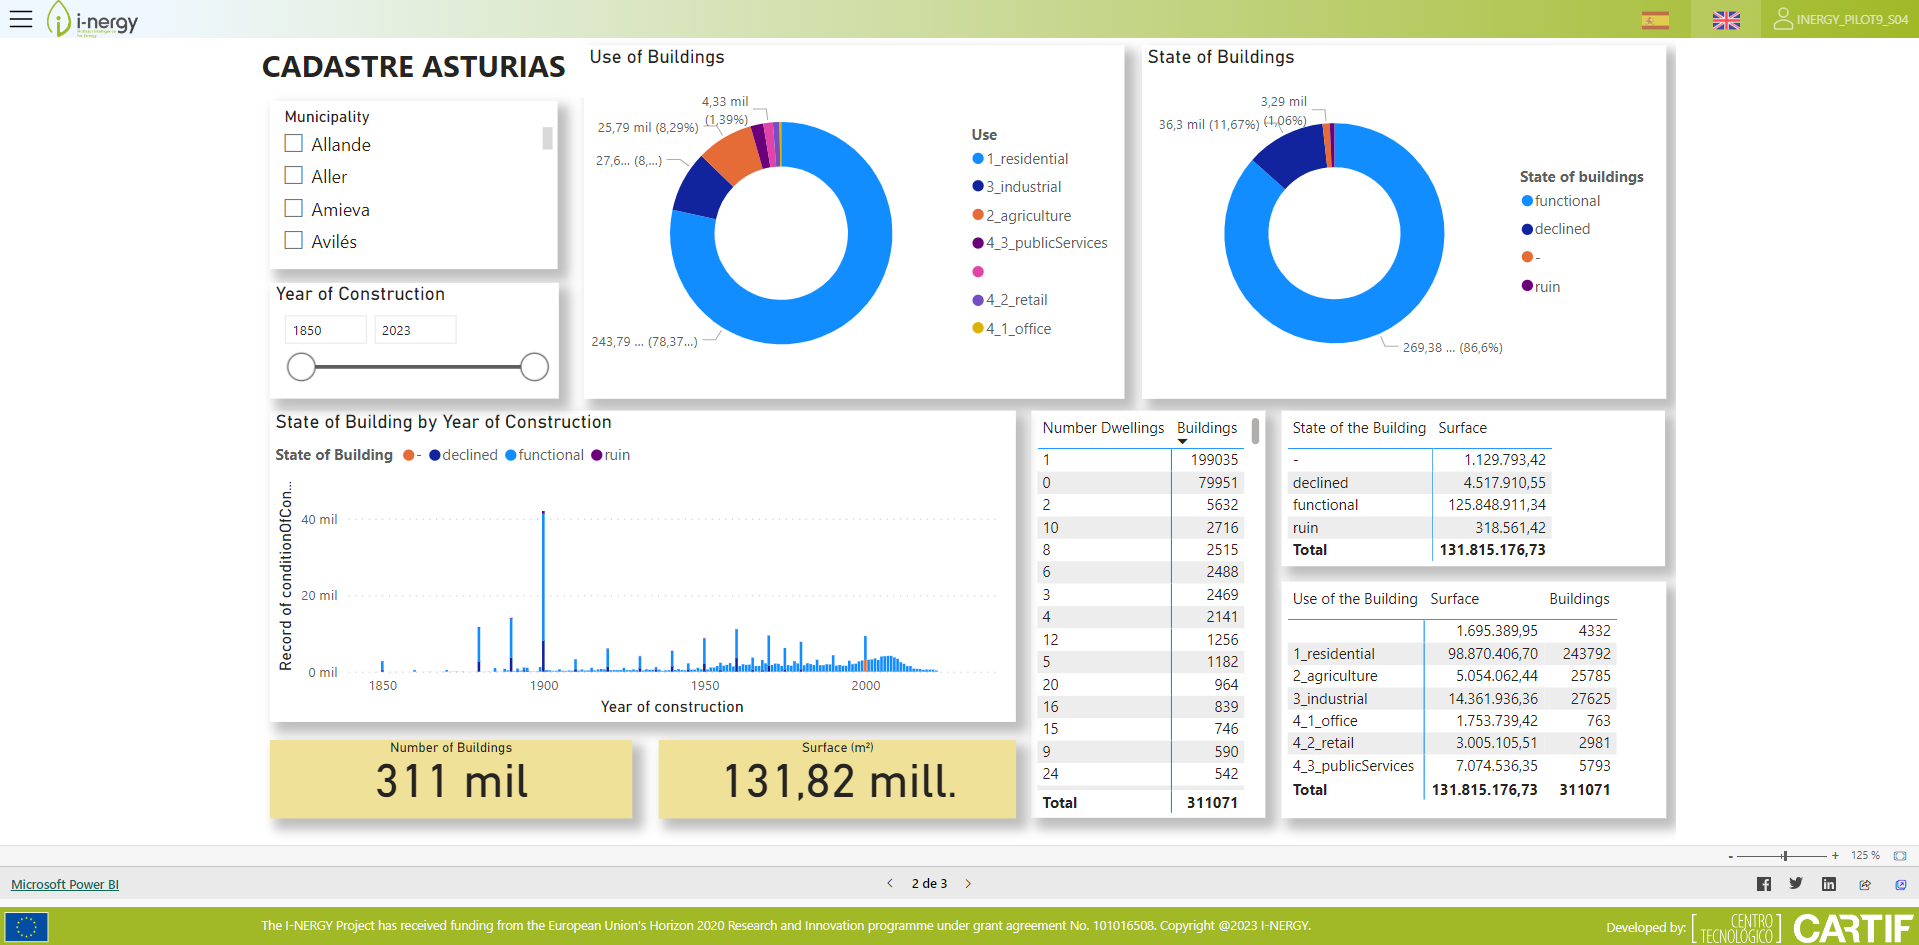 i-nergy
INERGY_PILOT9_S04
CADASTRE ASTURIAS
Municipality
Allande
Aller
Amieva
Avilés
Year of Construction
1850
2023
Use of Buildings
4,33 mil
(1,39%)
25,79 mil (8,29%)
27,6... (8,...)
243,79 ... (78,37...)
Use
1_residential
3_industrial
2_agriculture
4_3_publicServices
4_2_retail
4_1_office
State of Buildings
3,29 mil
(1,06%)
36,3 mil (11,67%)
269,38 ... (86,6%)
State of buildings
functional
declined
-
ruin
State of Building by Year of Construction
State of Building - declined functional ruin
Record of conditionOfCon...
40 mil
20 mil
0 mil
1850 1900 1950 2000
Year of construction
Number of Buildings
311 mil
Surface (m²)
131,82 mill.
Number Dwellings Buildings
1 199035
0 79951
2 5632
10 2716
8 2515
6 2488
3 2469
4 2141
12 1256
5 1182
20 964
16 839
15 746
9 590
24 542
Total 311071
State of the Building Surface
- 1.129.793,42
declined 4.517.910,55
functional 125.848.911,34
ruin 318.561,42
Total 131.815.176,73
Use of the Building Surface Buildings
1.695.389,95 4332
1_residential 98.870.406,70 243792
2_agriculture 5.054.062,44 25785
3_industrial 14.361.936,36 27625
4_1_office 1.753.739,42 763
4_2_retail 3.005.105,51 2981
4_3_publicServices 7.074.536,35 5793
Total 131.815.176,73 311071
- + 125 %
Microsoft Power BI
2 de 3
The I-NERGY Project has received funding from the European Union's Horizon 2020 Research and Innovation programme under grant agreement No. 101016508. Copyright @2023 I-NERGY.
Developed by:
CENTRO
TECNOLÓGICO
CARTIF